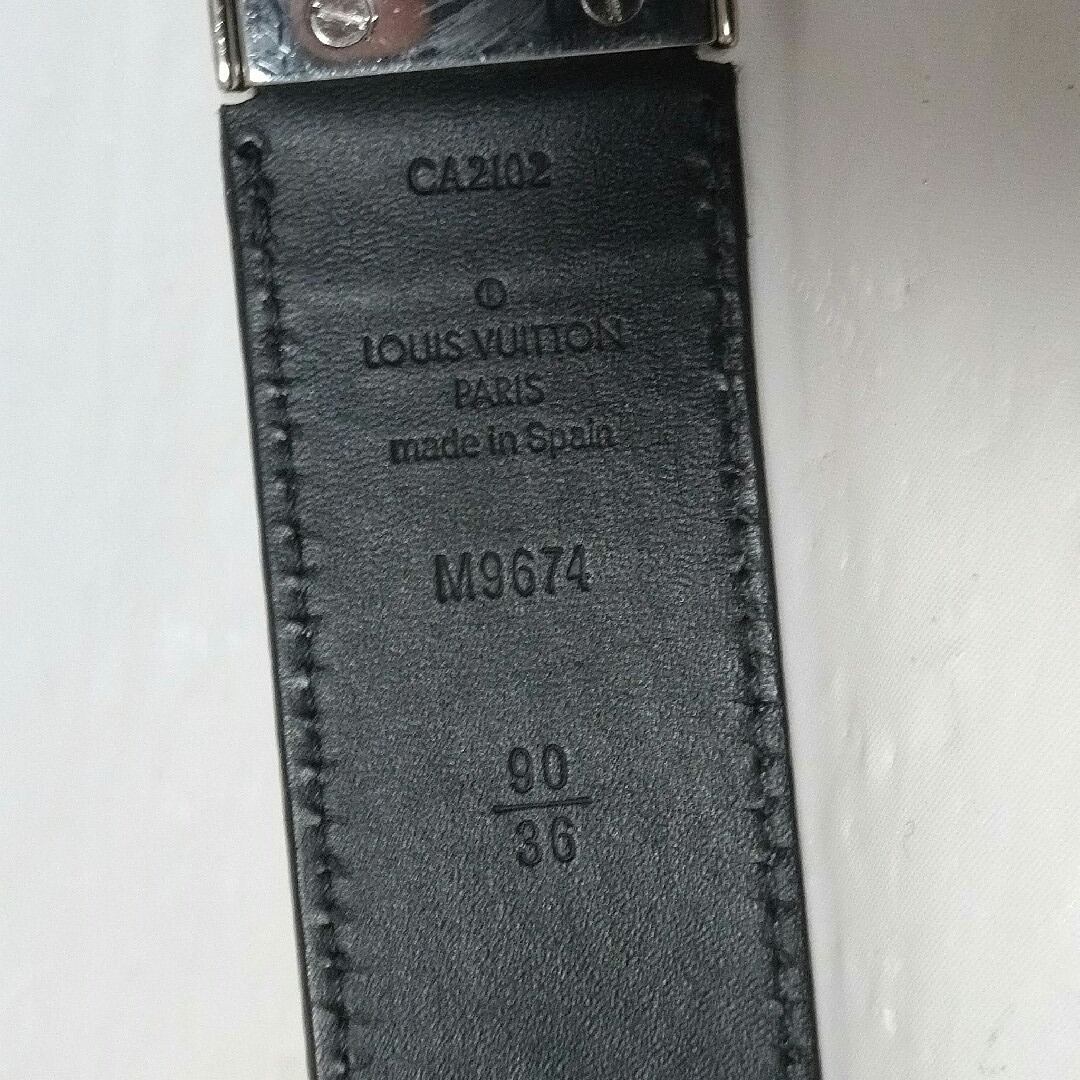 CA2102
LOUIS VUITTON
PARIS
made in Spain
M9674
90
36